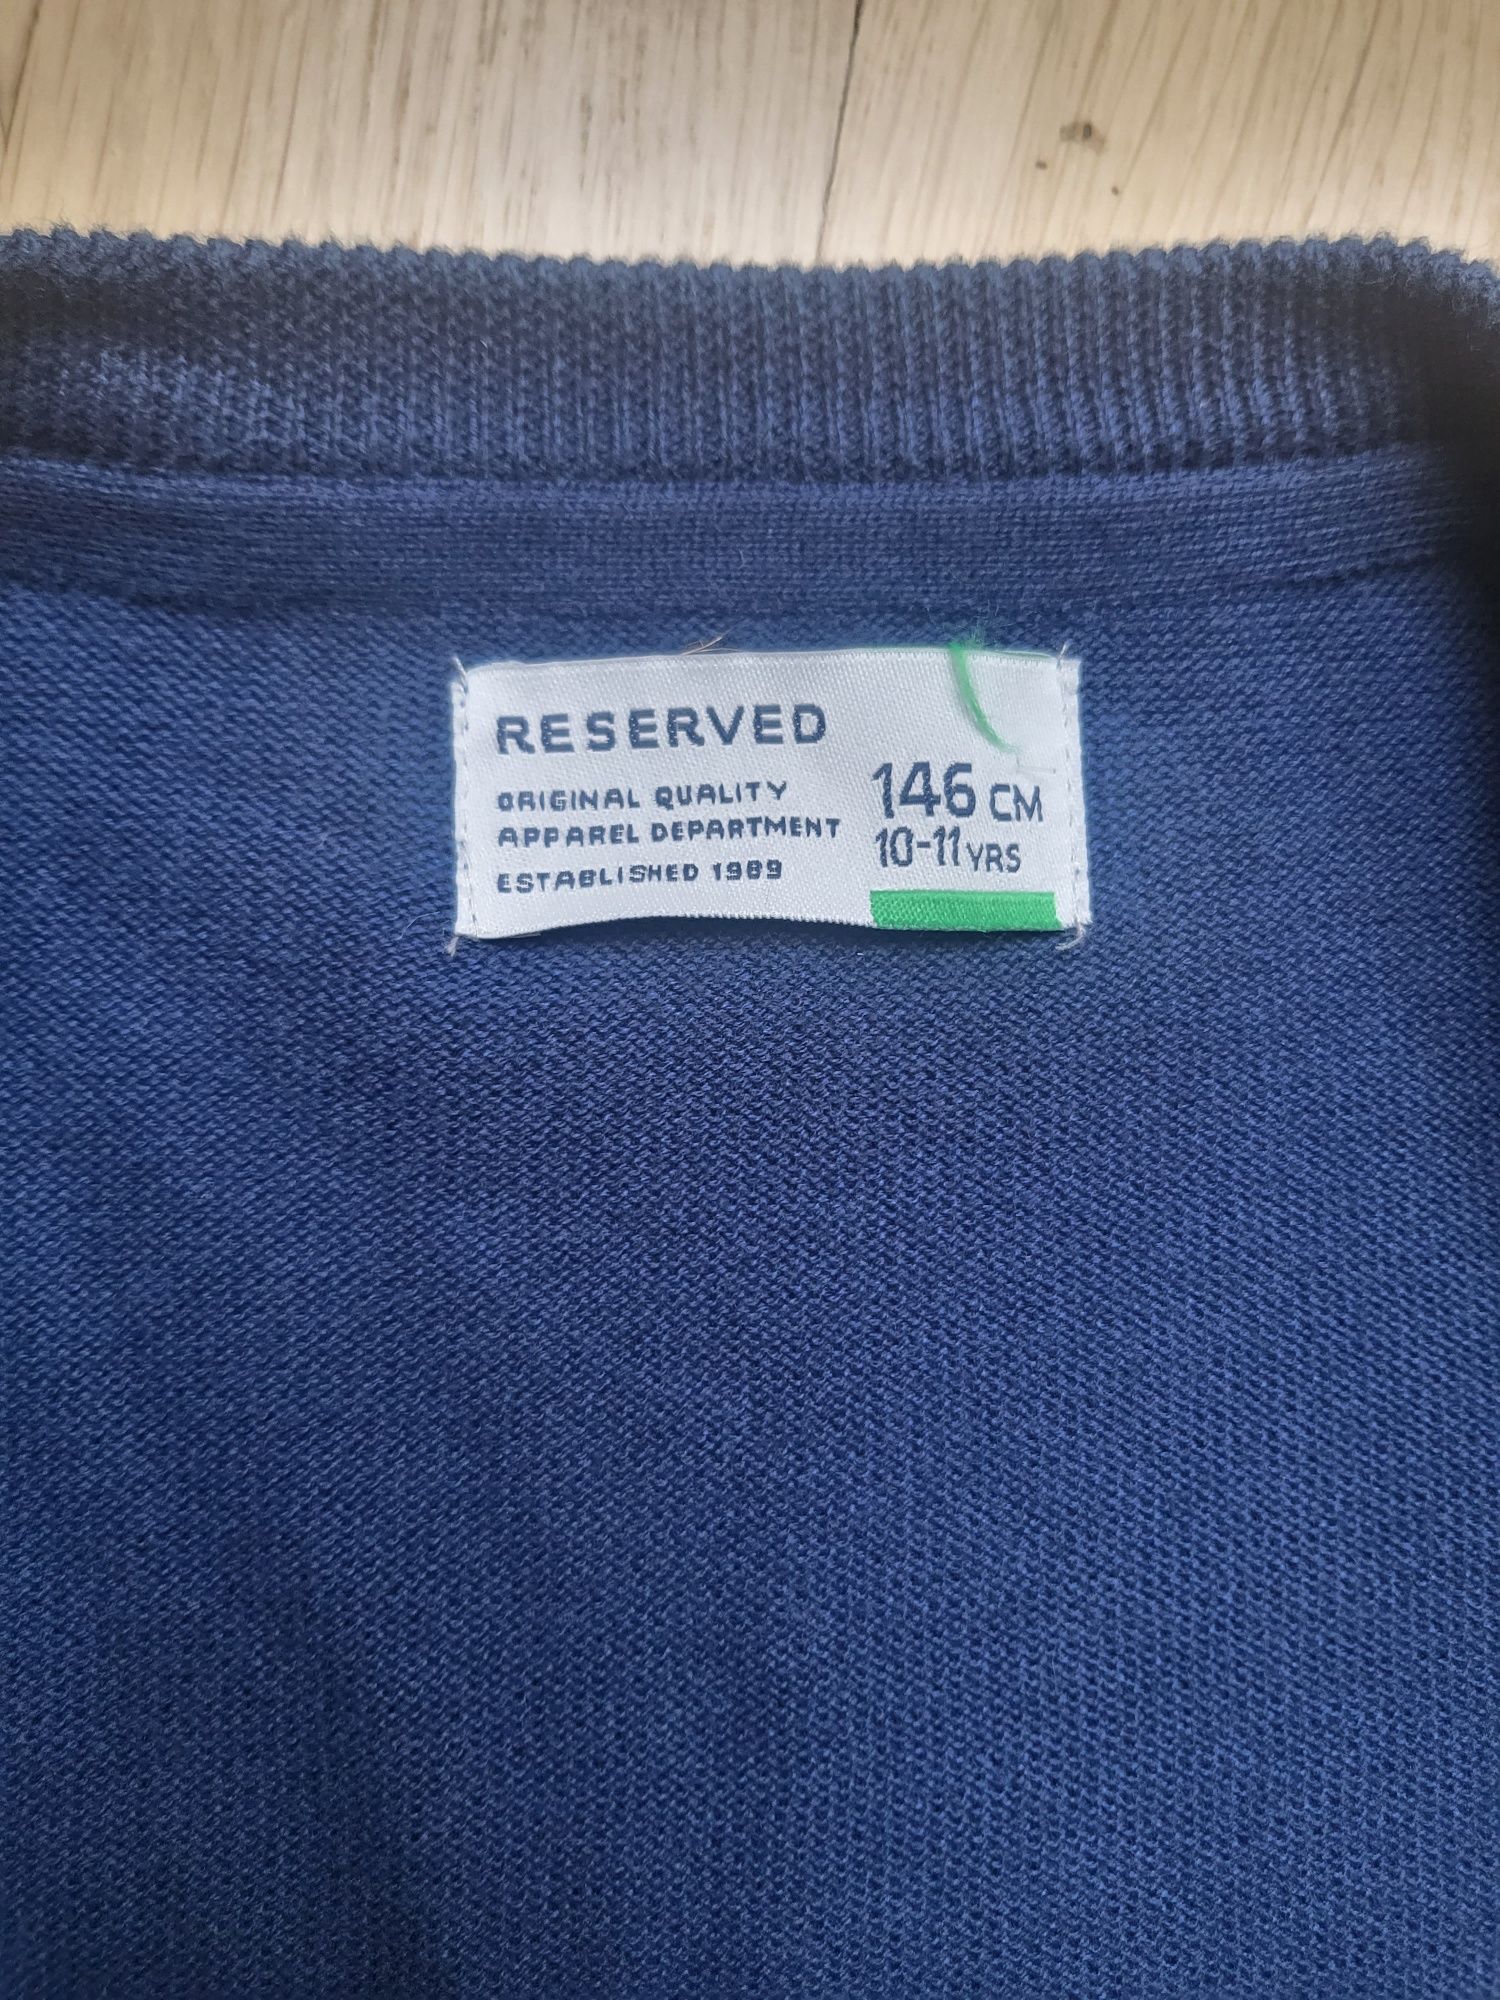 RESERVED
ORIGINAL QUALITY
APPAREL DEPARTMENT
ESTABLISHED 1989
146 CM
10-11 YRS